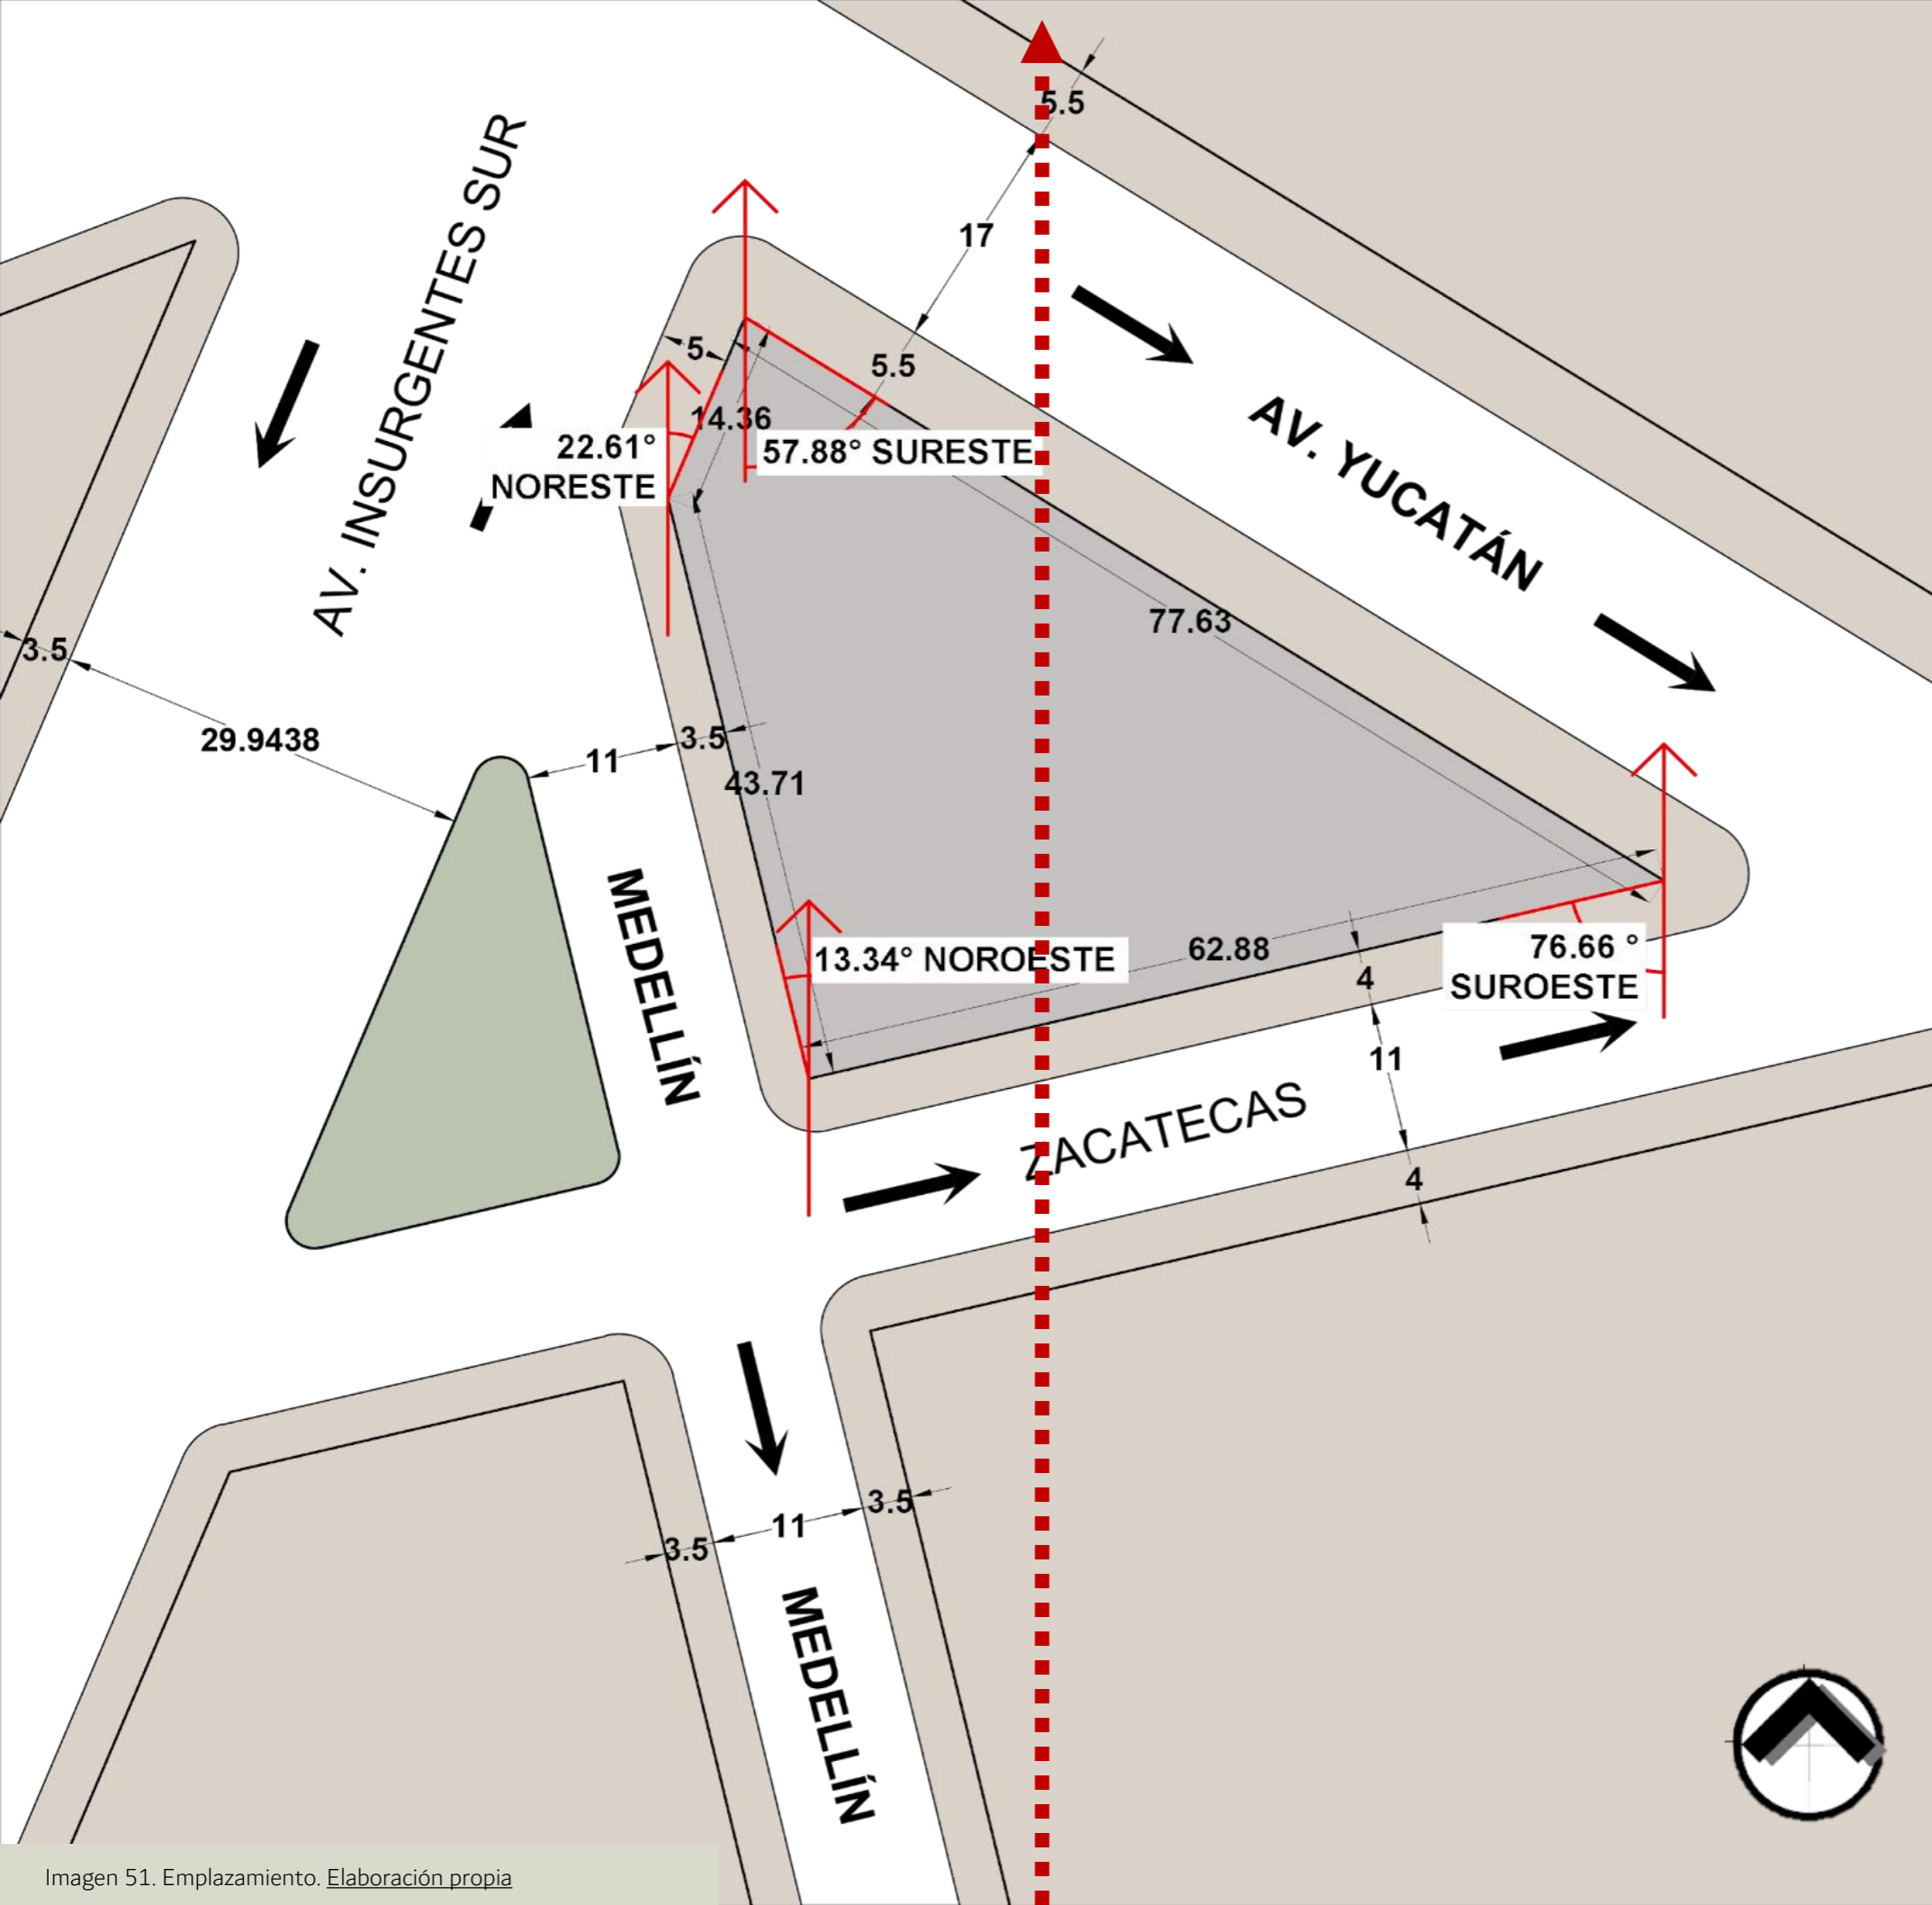 5.5
AV. INSURGENTES SUR
17
5
5.5
14.36
22.61°
NORESTE
57.88° SURESTE
AV. YUCATÁN
77.63
3.5
29.9438
11
3.5
43.71
MEDELLÍN
13.34° NOROESTE
62.88
4
76.66 °
SUROESTE
11
ZACATECAS
4
3.5
11
3.5
MEDELLÍN
Imagen 51. Emplazamiento. Elaboración propia